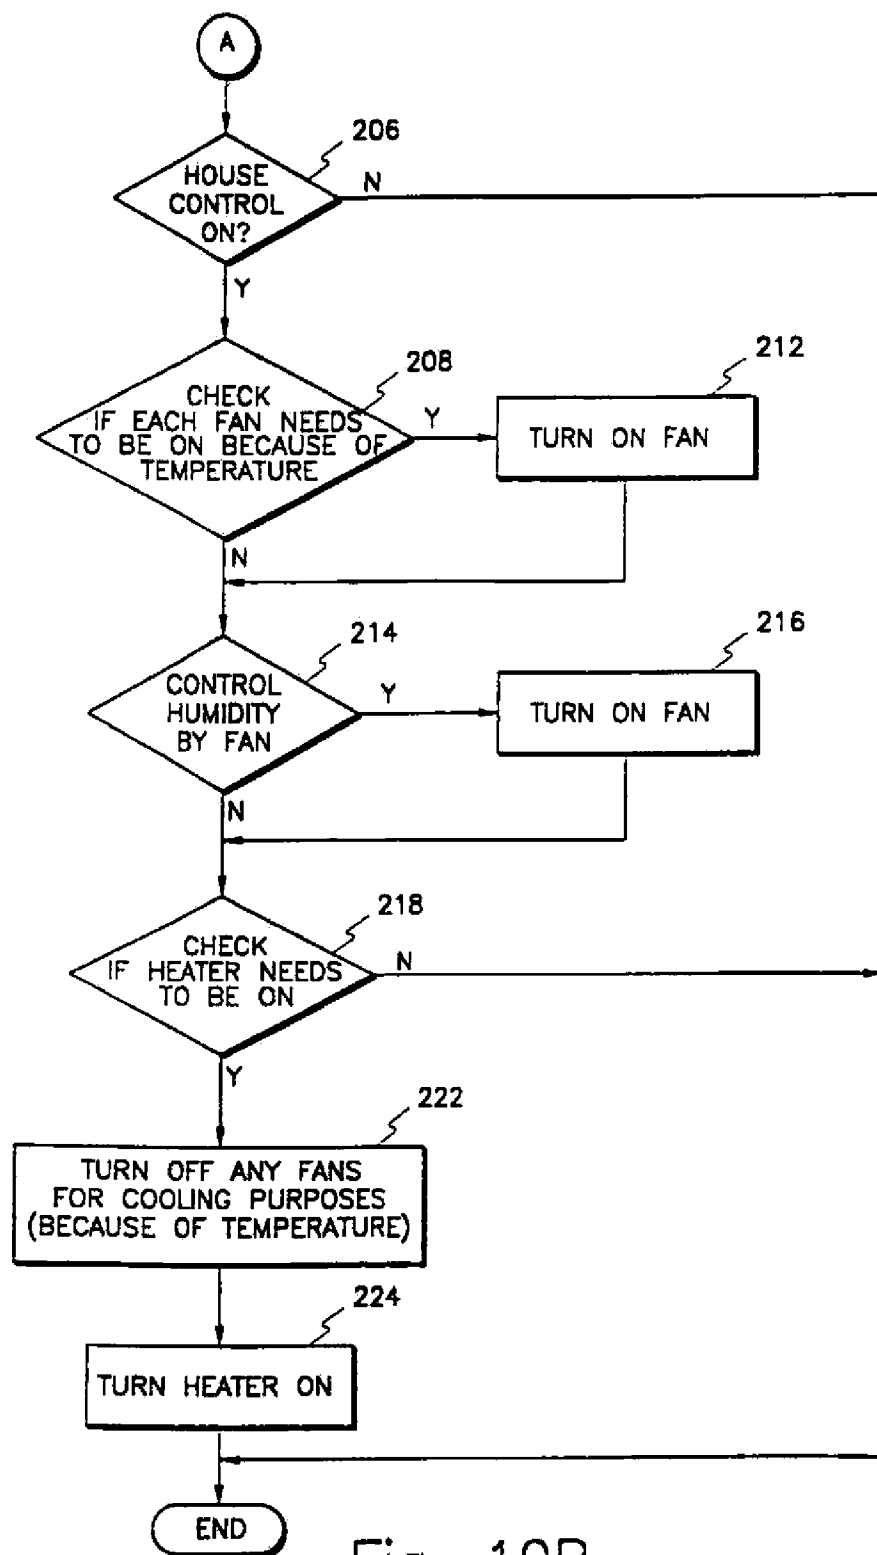 A
206
HOUSE
CONTROL
ON?
N
Y
208
CHECK
IF EACH FAN NEEDS
TO BE ON BECAUSE OF
TEMPERATURE
Y
212
TURN ON FAN
N
214
CONTROL
HUMIDITY
BY FAN
Y
216
TURN ON FAN
N
218
CHECK
IF HEATER NEEDS
TO BE ON
N
Y
222
TURN OFF ANY FANS
FOR COOLING PURPOSES
(BECAUSE OF TEMPERATURE)
224
TURN HEATER ON
END